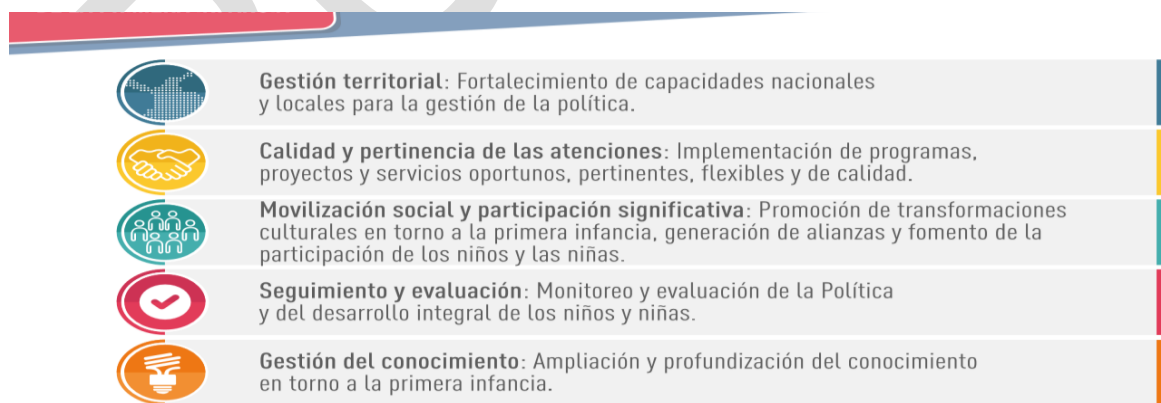 Gestión territorial: Fortalecimiento de capacidades nacionales
y locales para la gestión de la política.
Calidad y pertinencia de las atenciones: Implementación de programas,
proyectos y servicios oportunos, pertinentes, flexibles y de calidad.
Movilización social y participación significativa: Promoción de transformaciones
culturales en torno a la primera infancia, generación de alianzas y fomento de la
participación de los niños y las niñas.
Seguimiento y evaluación: Monitoreo y evaluación de la Política
y del desarrollo integral de los niños y niñas.
Gestión del conocimiento: Ampliación y profundización del conocimiento
en torno a la primera infancia.